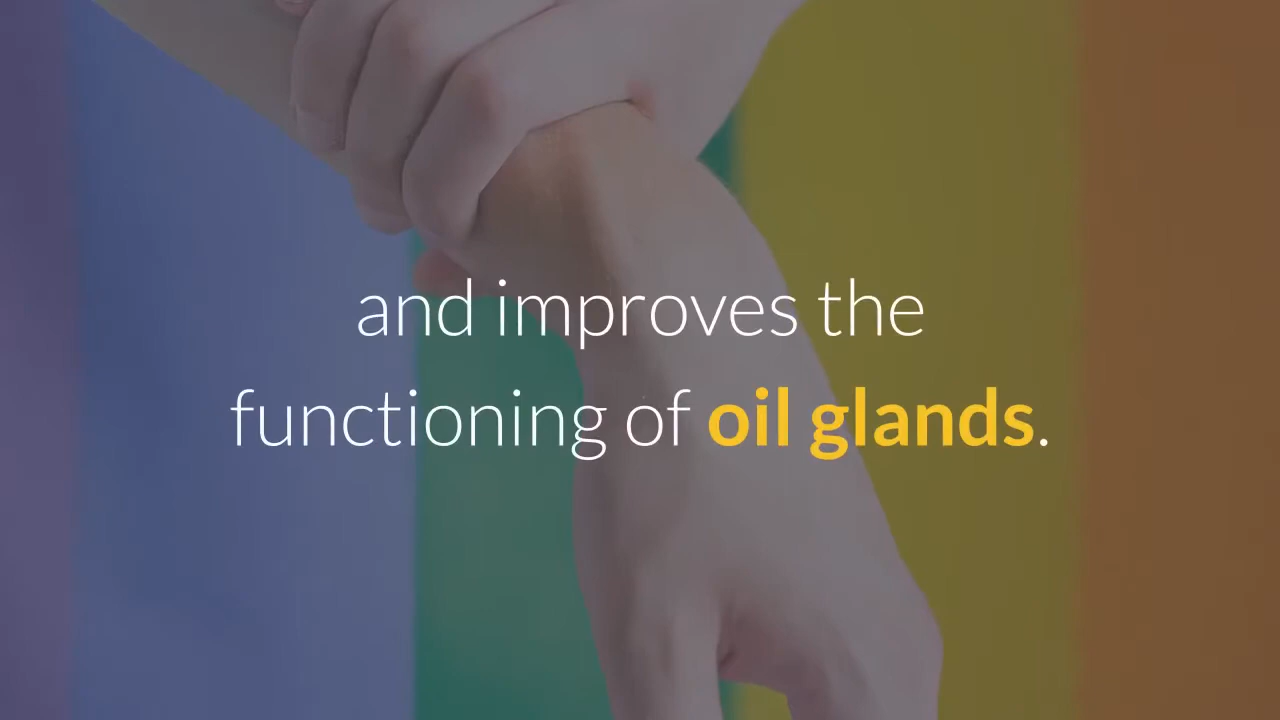 and improves the
functioning of oil glands.